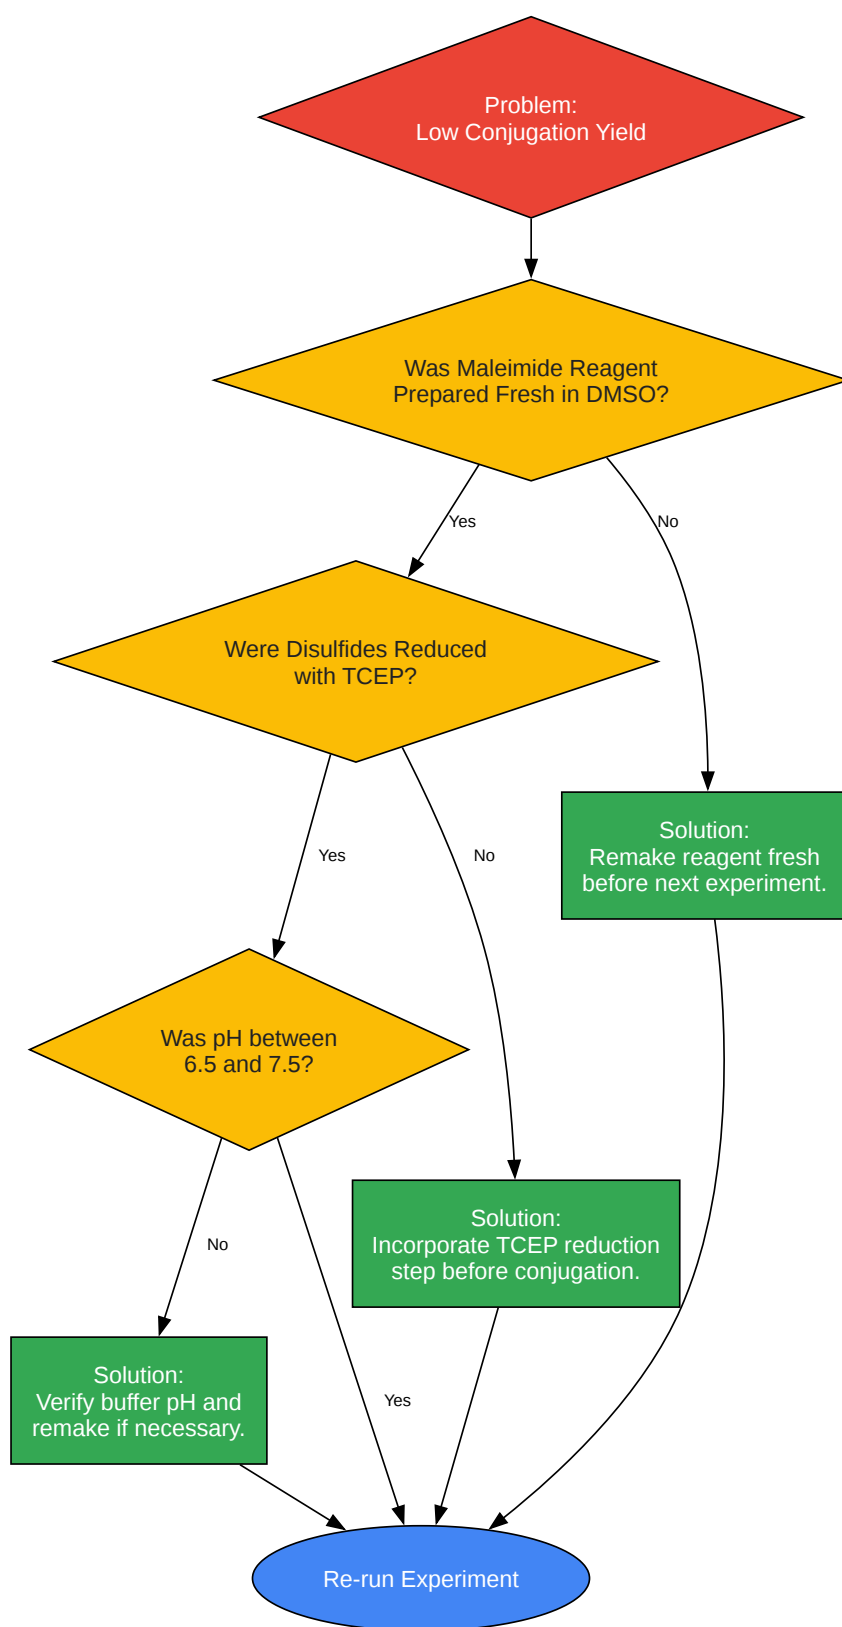 Problem:
Low Conjugation Yield
Was Maleimide Reagent
Prepared Fresh in DMSO?
Yes
No
Were Disulfides Reduced
with TCEP?
Solution:
Remake reagent fresh
before next experiment.
Yes
No
Was pH between
6.5 and 7.5?
Solution:
Incorporate TCEP reduction
step before conjugation.
No
Yes
Solution:
Verify buffer pH and
remake if necessary.
Re-run Experiment